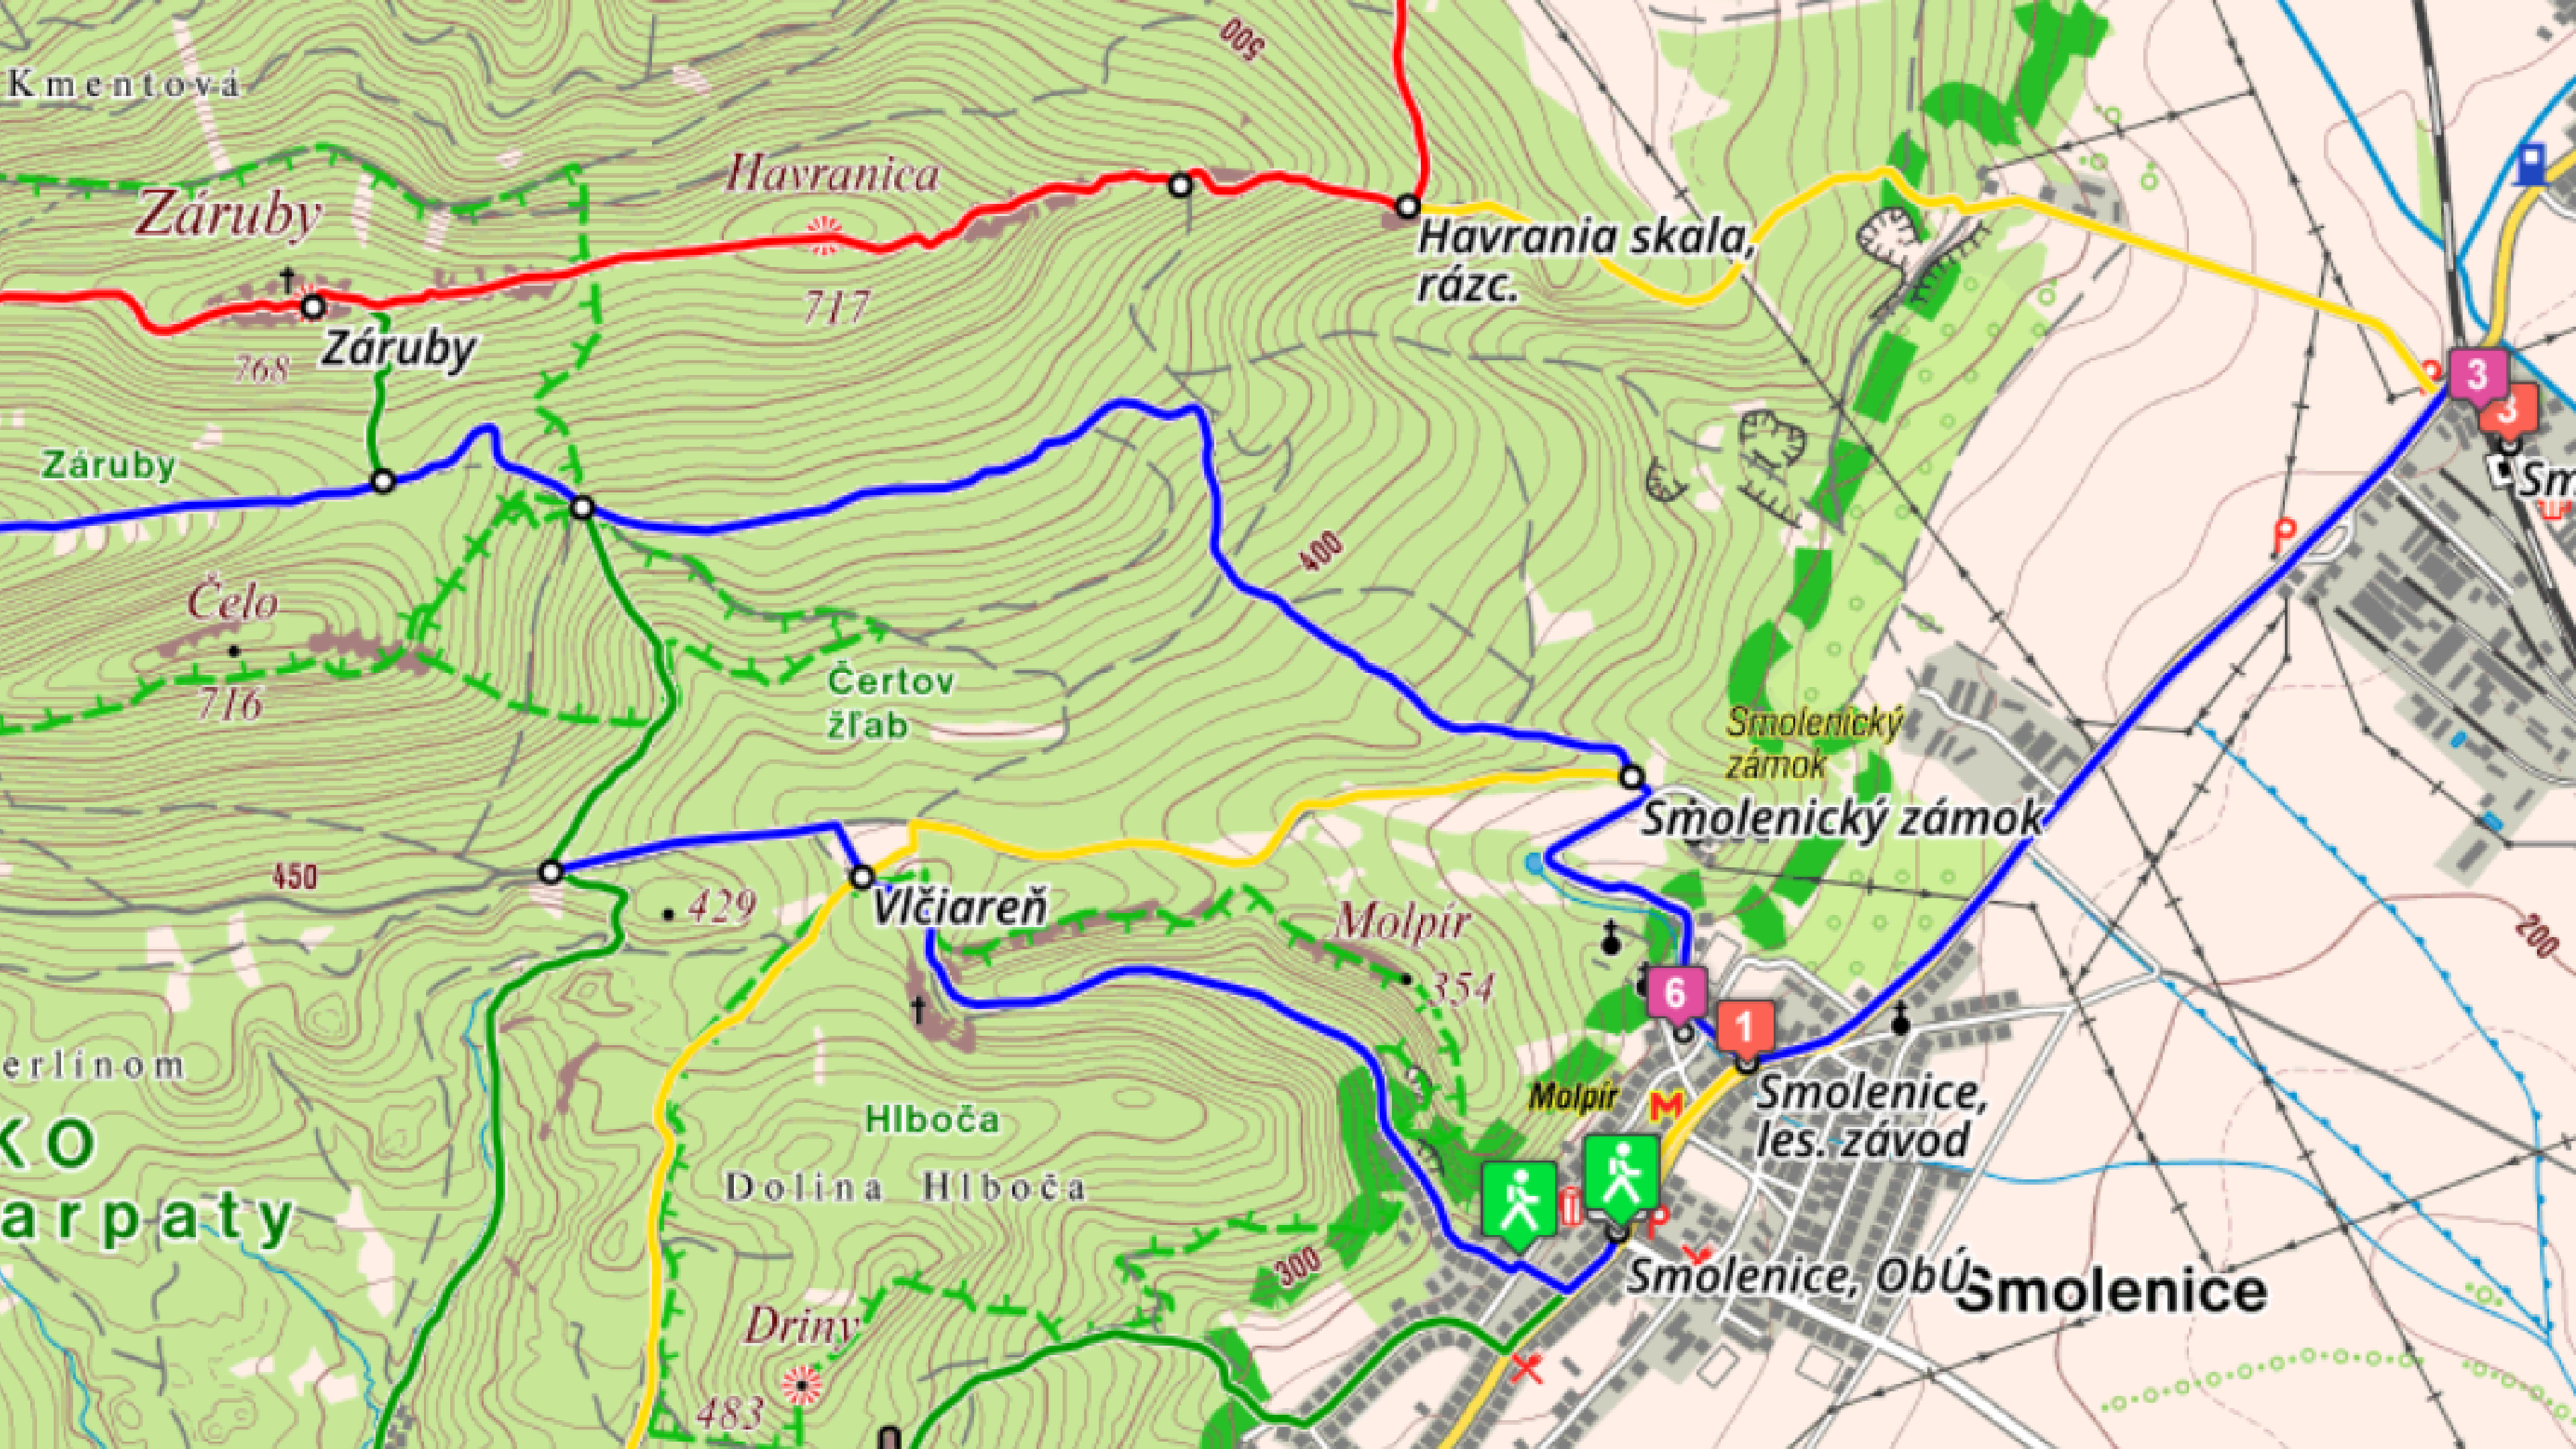 500
Kmentová
Havranica
Záruby
Havrania skala,
rázc.
717
Záruby
768
3
3
Záruby
Sm
400
Čelo
716
Čertov
žľab
Smolenický
zámok
Smolenický zámok
450
429
Vlčiareň
Molpír
354
200
6
1
erlínom
Smolenice,
les. závod
Molpír
M
Hlboča
KO
Dolina Hlboča
arpaty
P
P
300
Smolenice, ObÚ
Smolenice
Driny
483